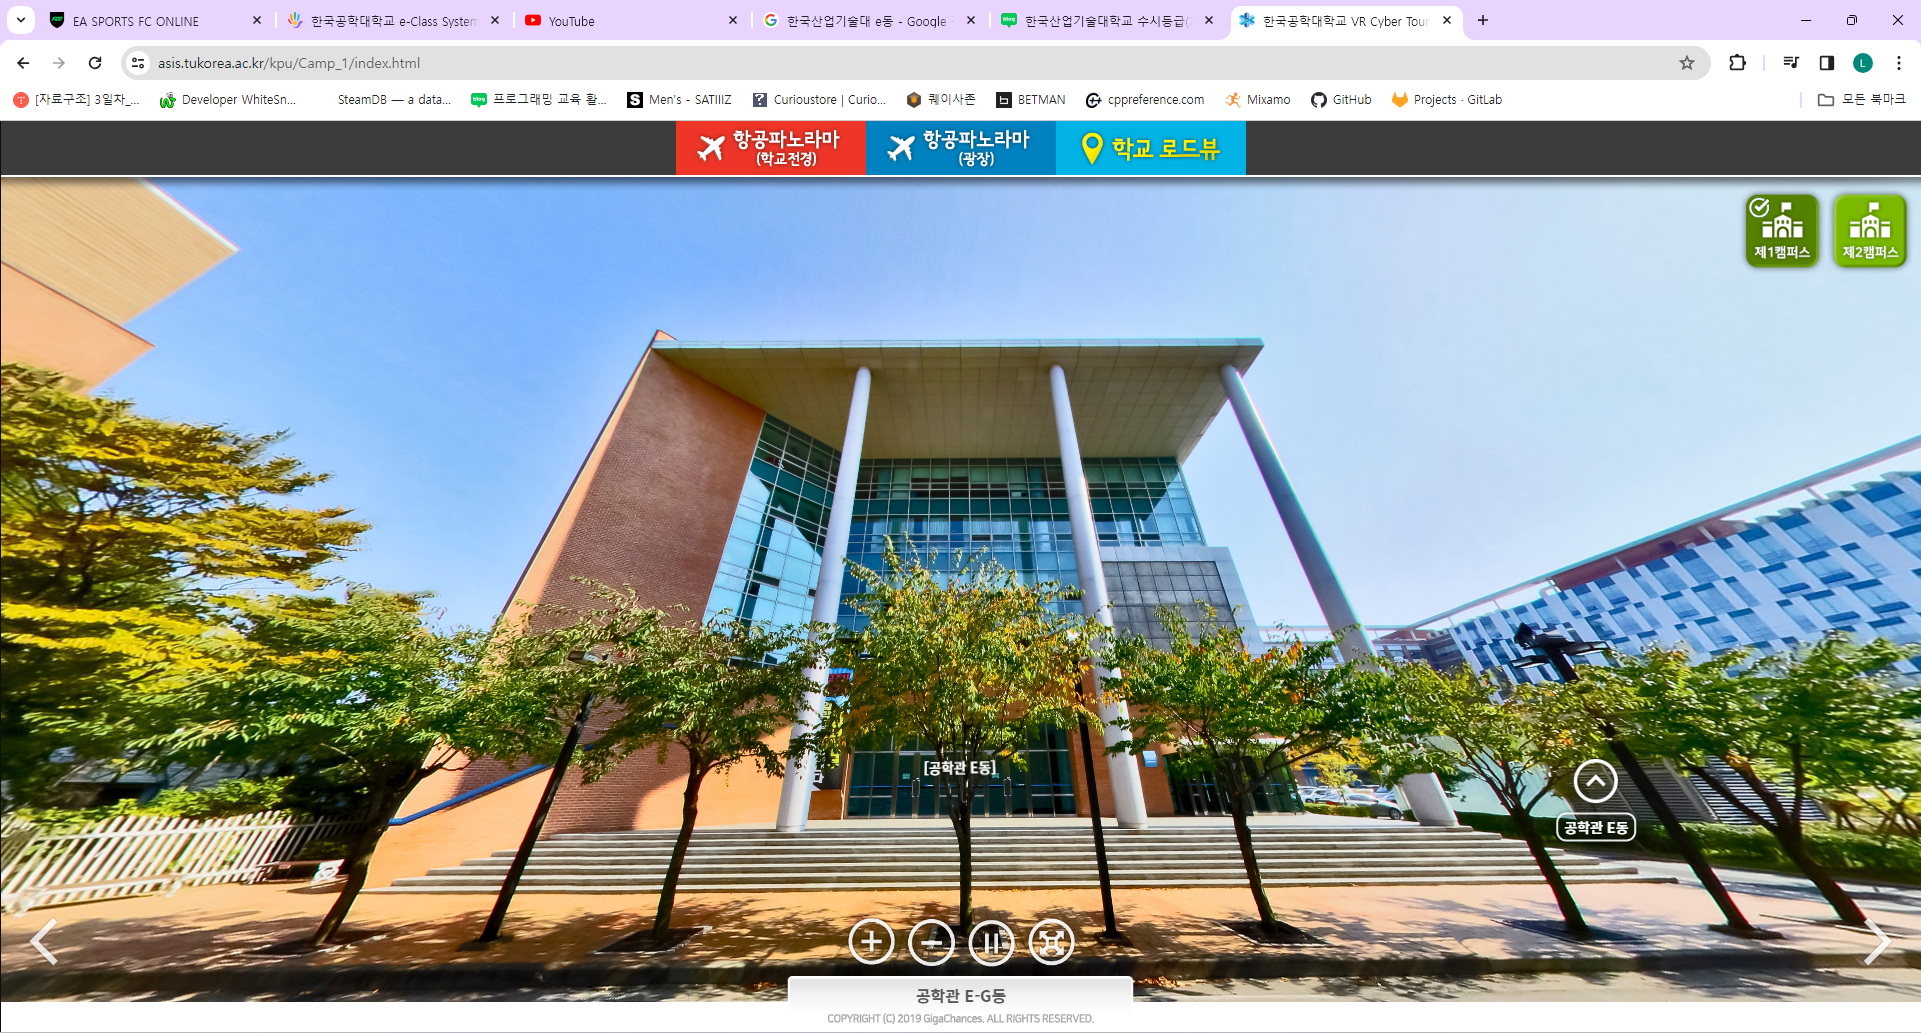 EA SPORTS FC ONLINE
한국공학대학교 e-Class System
YouTube
한국산업기술대 e동 - Google
한국산업기술대학교 수시등급(
한국공학대학교 VR Cyber Tour
asis.tukorea.ac.kr/kpu/Camp_1/index.html
L
[자료구조] 3일차_...
Developer WhiteSn...
SteamDB — a data...
프로그래밍 교육 활...
Men's - SATIIIZ
Curioustore | Curio...
퀘이사존
BETMAN
cppreference.com
Mixamo
GitHub
Projects · GitLab
모든 북마크
항공파노라마
(학교전경)
항공파노라마
(광장)
학교 로드뷰
제1캠퍼스
제2캠퍼스
[공학관 E동]
공학관 E동
공학관 E-G동
COPYRIGHT (C) 2019 GigaChances. ALL RIGHTS RESERVED.